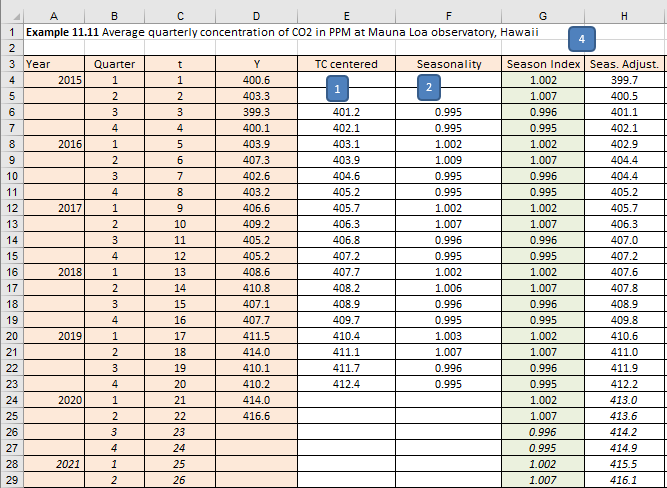 A B C D E F G H
1 Example 11.11 Average quarterly concentration of CO2 in PPM at Mauna Loa observatory, Hawaii 4
2
3 Year Quarter t Y TC centered Seasonality Season Index Seas. Adjust.
4 2015 1 1 400.6 1 2 1.002 399.7
5 2 2 403.3 1.007 400.5
6 3 3 399.3 401.2 0.995 0.996 401.1
7 4 4 400.1 402.1 0.995 0.995 402.1
8 2016 1 5 403.9 403.1 1.002 1.002 402.9
9 2 6 407.3 403.9 1.009 1.007 404.4
10 3 7 402.6 404.6 0.995 0.996 404.4
11 4 8 403.2 405.2 0.995 0.995 405.2
12 2017 1 9 406.6 405.7 1.002 1.002 405.7
13 2 10 409.2 406.3 1.007 1.007 406.3
14 3 11 405.2 406.8 0.996 0.996 407.0
15 4 12 405.2 407.2 0.995 0.995 407.2
16 2018 1 13 408.6 407.7 1.002 1.002 407.6
17 2 14 410.8 408.2 1.006 1.007 407.8
18 3 15 407.1 408.9 0.996 0.996 408.9
19 4 16 407.7 409.7 0.995 0.995 409.8
20 2019 1 17 411.5 410.4 1.003 1.002 410.6
21 2 18 414.0 411.1 1.007 1.007 411.0
22 3 19 410.1 411.7 0.996 0.996 411.9
23 4 20 410.2 412.4 0.995 0.995 412.2
24 2020 1 21 414.0 1.002 413.0
25 2 22 416.6 1.007 413.6
26 3 23 0.996 414.2
27 4 24 0.995 414.9
28 2021 1 25 1.002 415.5
29 2 26 1.007 416.1